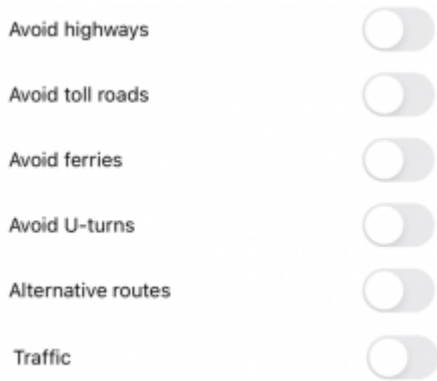 Avoid highways
Avoid toll roads
Avoid ferries
Avoid U-turns
Alternative routes
Traffic